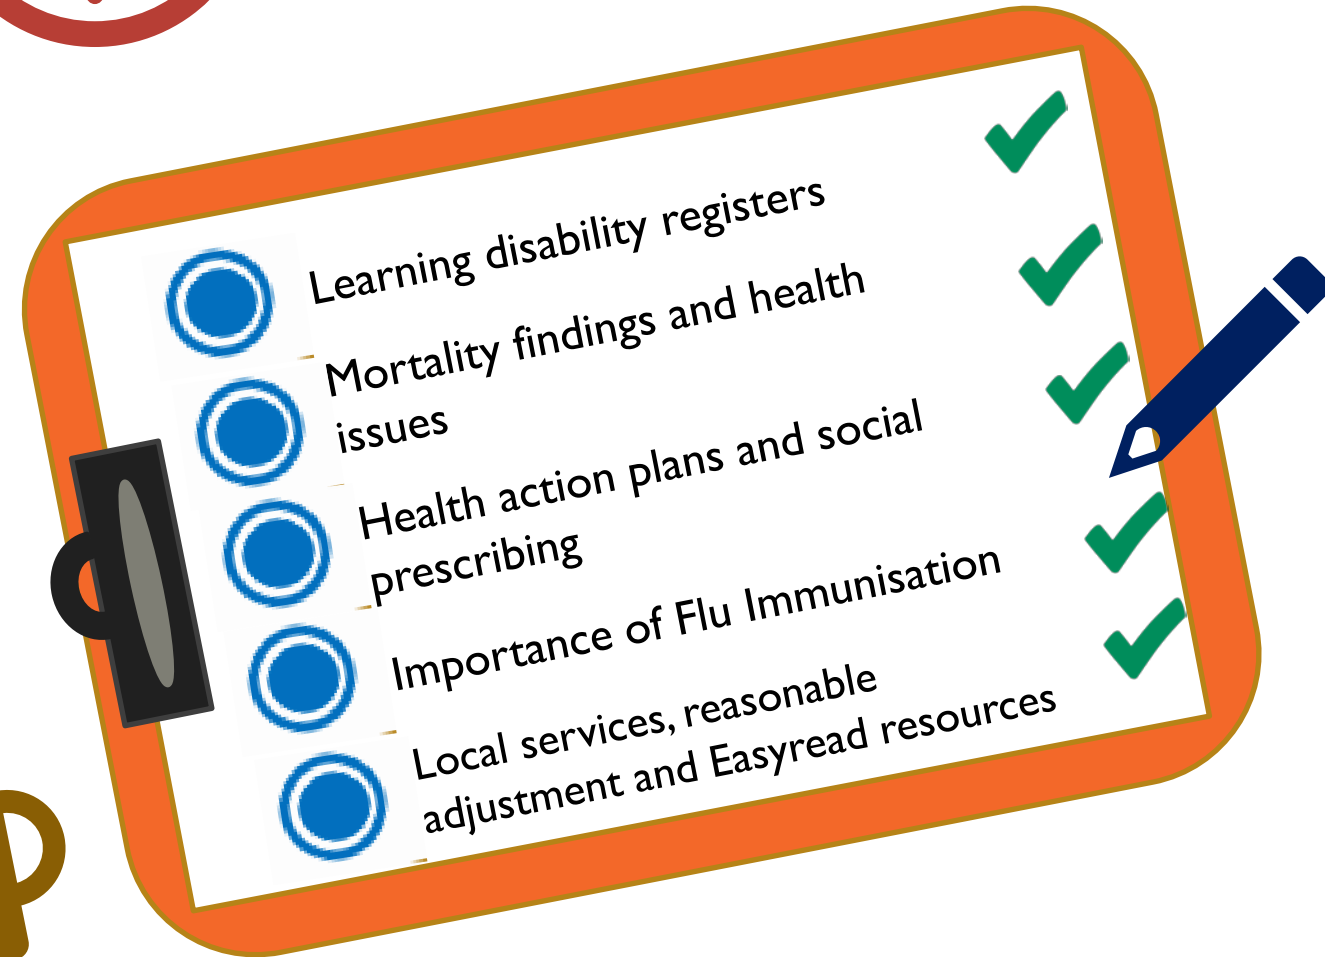 Learning disability registers
Mortality findings and health
issues
Health action plans and social
prescribing
Importance of Flu Immunisation
Local services, reasonable
adjustment and Easyread resources